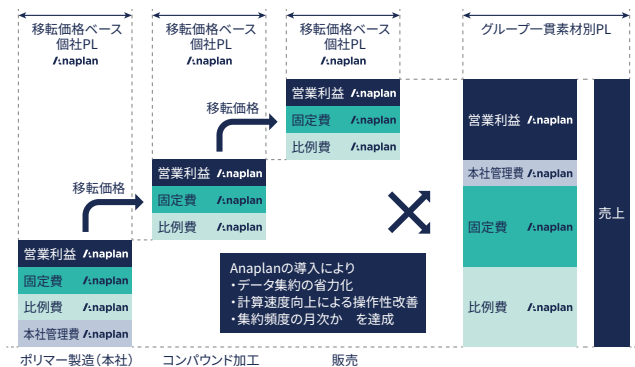 移転価格ベース
個社PL
Anaplan
移転価格ベース
個社PL
Anaplan
移転価格ベース
個社PL
Anaplan
グループ一貫素材別PL
営業利益 Anaplan
固定費 Anaplan
比例費 Anaplan
移転価格
営業利益 Anaplan
固定費 Anaplan
比例費 Anaplan
移転価格
営業利益 Anaplan
固定費 Anaplan
比例費 Anaplan
本社管理費 Anaplan
営業利益 Anaplan
本社管理費 Anaplan
固定費 Anaplan
比例費 Anaplan
売上
Anaplanの導入により
・データ集約の省力化
・計算速度向上による操作性改善
・集約頻度の月次か　を達成
ポリマー製造（本社）
コンパウンド加工
販売